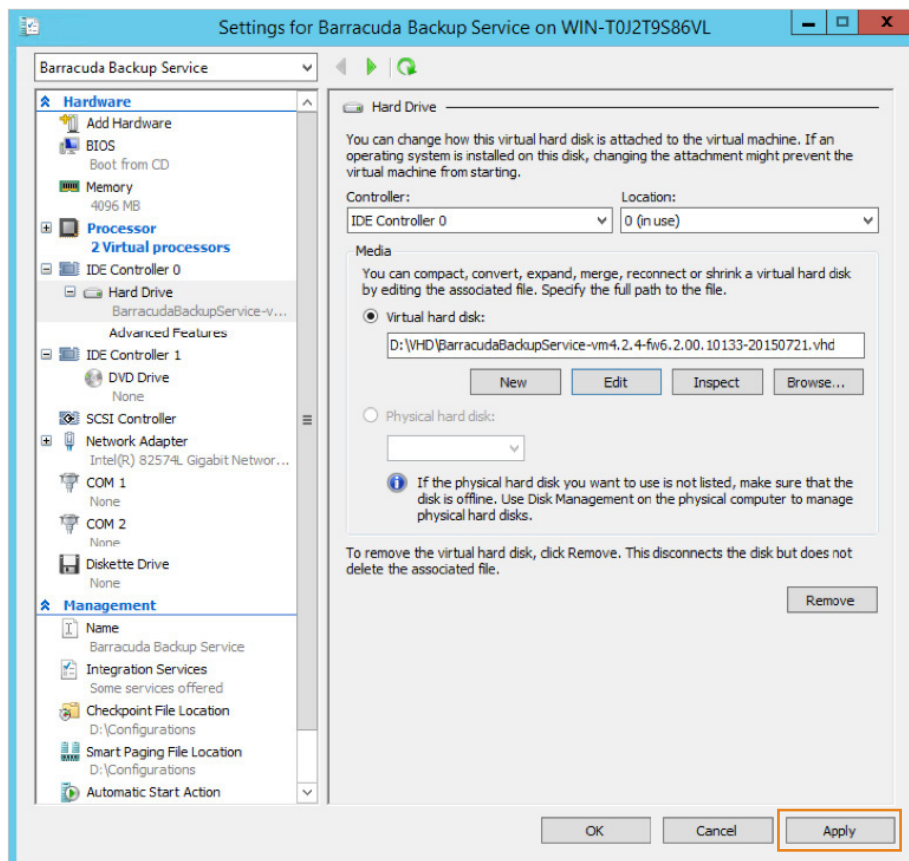 Settings for Barracuda Backup Service on WIN-T0J2T9S86VL
Barracuda Backup Service
Hardware
Add Hardware
BIOS
Boot from CD
Memory
4096 MB
Processor
2 Virtual processors
IDE Controller 0
Hard Drive
BarracudaBackupService-v...
Advanced Features
IDE Controller 1
DVD Drive
None
SCSI Controller
Network Adapter
Intel(R) 82574L Gigabit Networ...
COM 1
None
COM 2
None
Diskette Drive
None
Management
Name
Barracuda Backup Service
Integration Services
Some services offered
Checkpoint File Location
D:\Configurations
Smart Paging File Location
D:\Configurations
Automatic Start Action
Hard Drive
You can change how this virtual hard disk is attached to the virtual machine. If an
operating system is installed on this disk, changing the attachment might prevent the
virtual machine from starting.
Controller: Location:
IDE Controller 0 0 (in use)
Media
You can compact, convert, expand, merge, reconnect or shrink a virtual hard disk
by editing the associated file. Specify the full path to the file.
Virtual hard disk:
D:\VHD\BarracudaBackupService-vm4.2.4-fw6.2.00.10133-20150721.vhd
New Edit Inspect Browse...
Physical hard disk:
If the physical hard disk you want to use is not listed, make sure that the
disk is offline. Use Disk Management on the physical computer to manage
physical hard disks.
To remove the virtual hard disk, click Remove. This disconnects the disk but does not
delete the associated file.
Remove
OK Cancel Apply